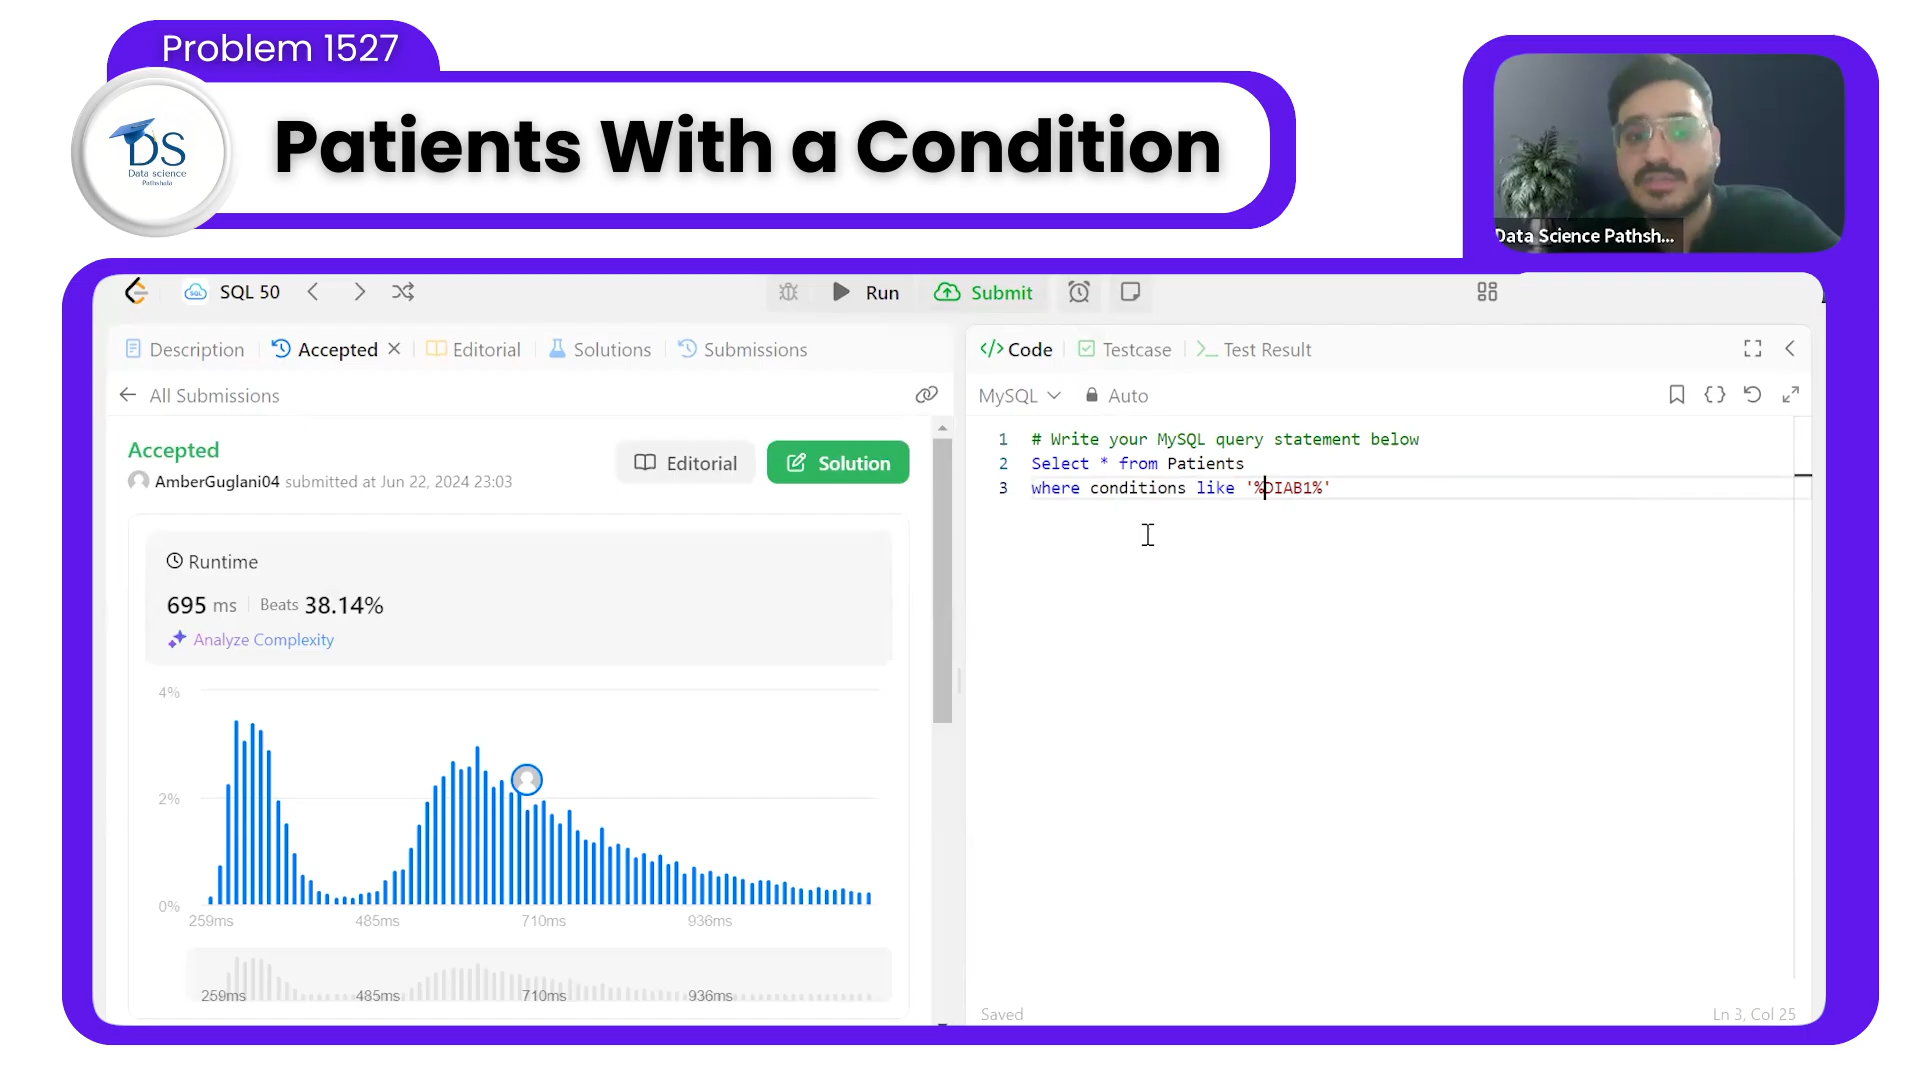 Problem 1527
DS
Data science
Pathshala
Patients With a Condition
Data Science Pathsh...
SQL 50
Run
Submit
Description
Accepted
Editorial
Solutions
Submissions
All Submissions
Accepted
AmberGuglani04 submitted at Jun 22, 2024 23:03
Editorial
Solution
Runtime
695 ms | Beats 38.14%
Analyze Complexity
4%
2%
0%
259ms 485ms 710ms 936ms
259ms 485ms 710ms 936ms
</> Code
Testcase
>_ Test Result
MySQL
Auto
1 # Write your MySQL query statement below
2 Select * from Patients
3 where conditions like '%DIAB1%'
Saved
Ln 3, Col 25